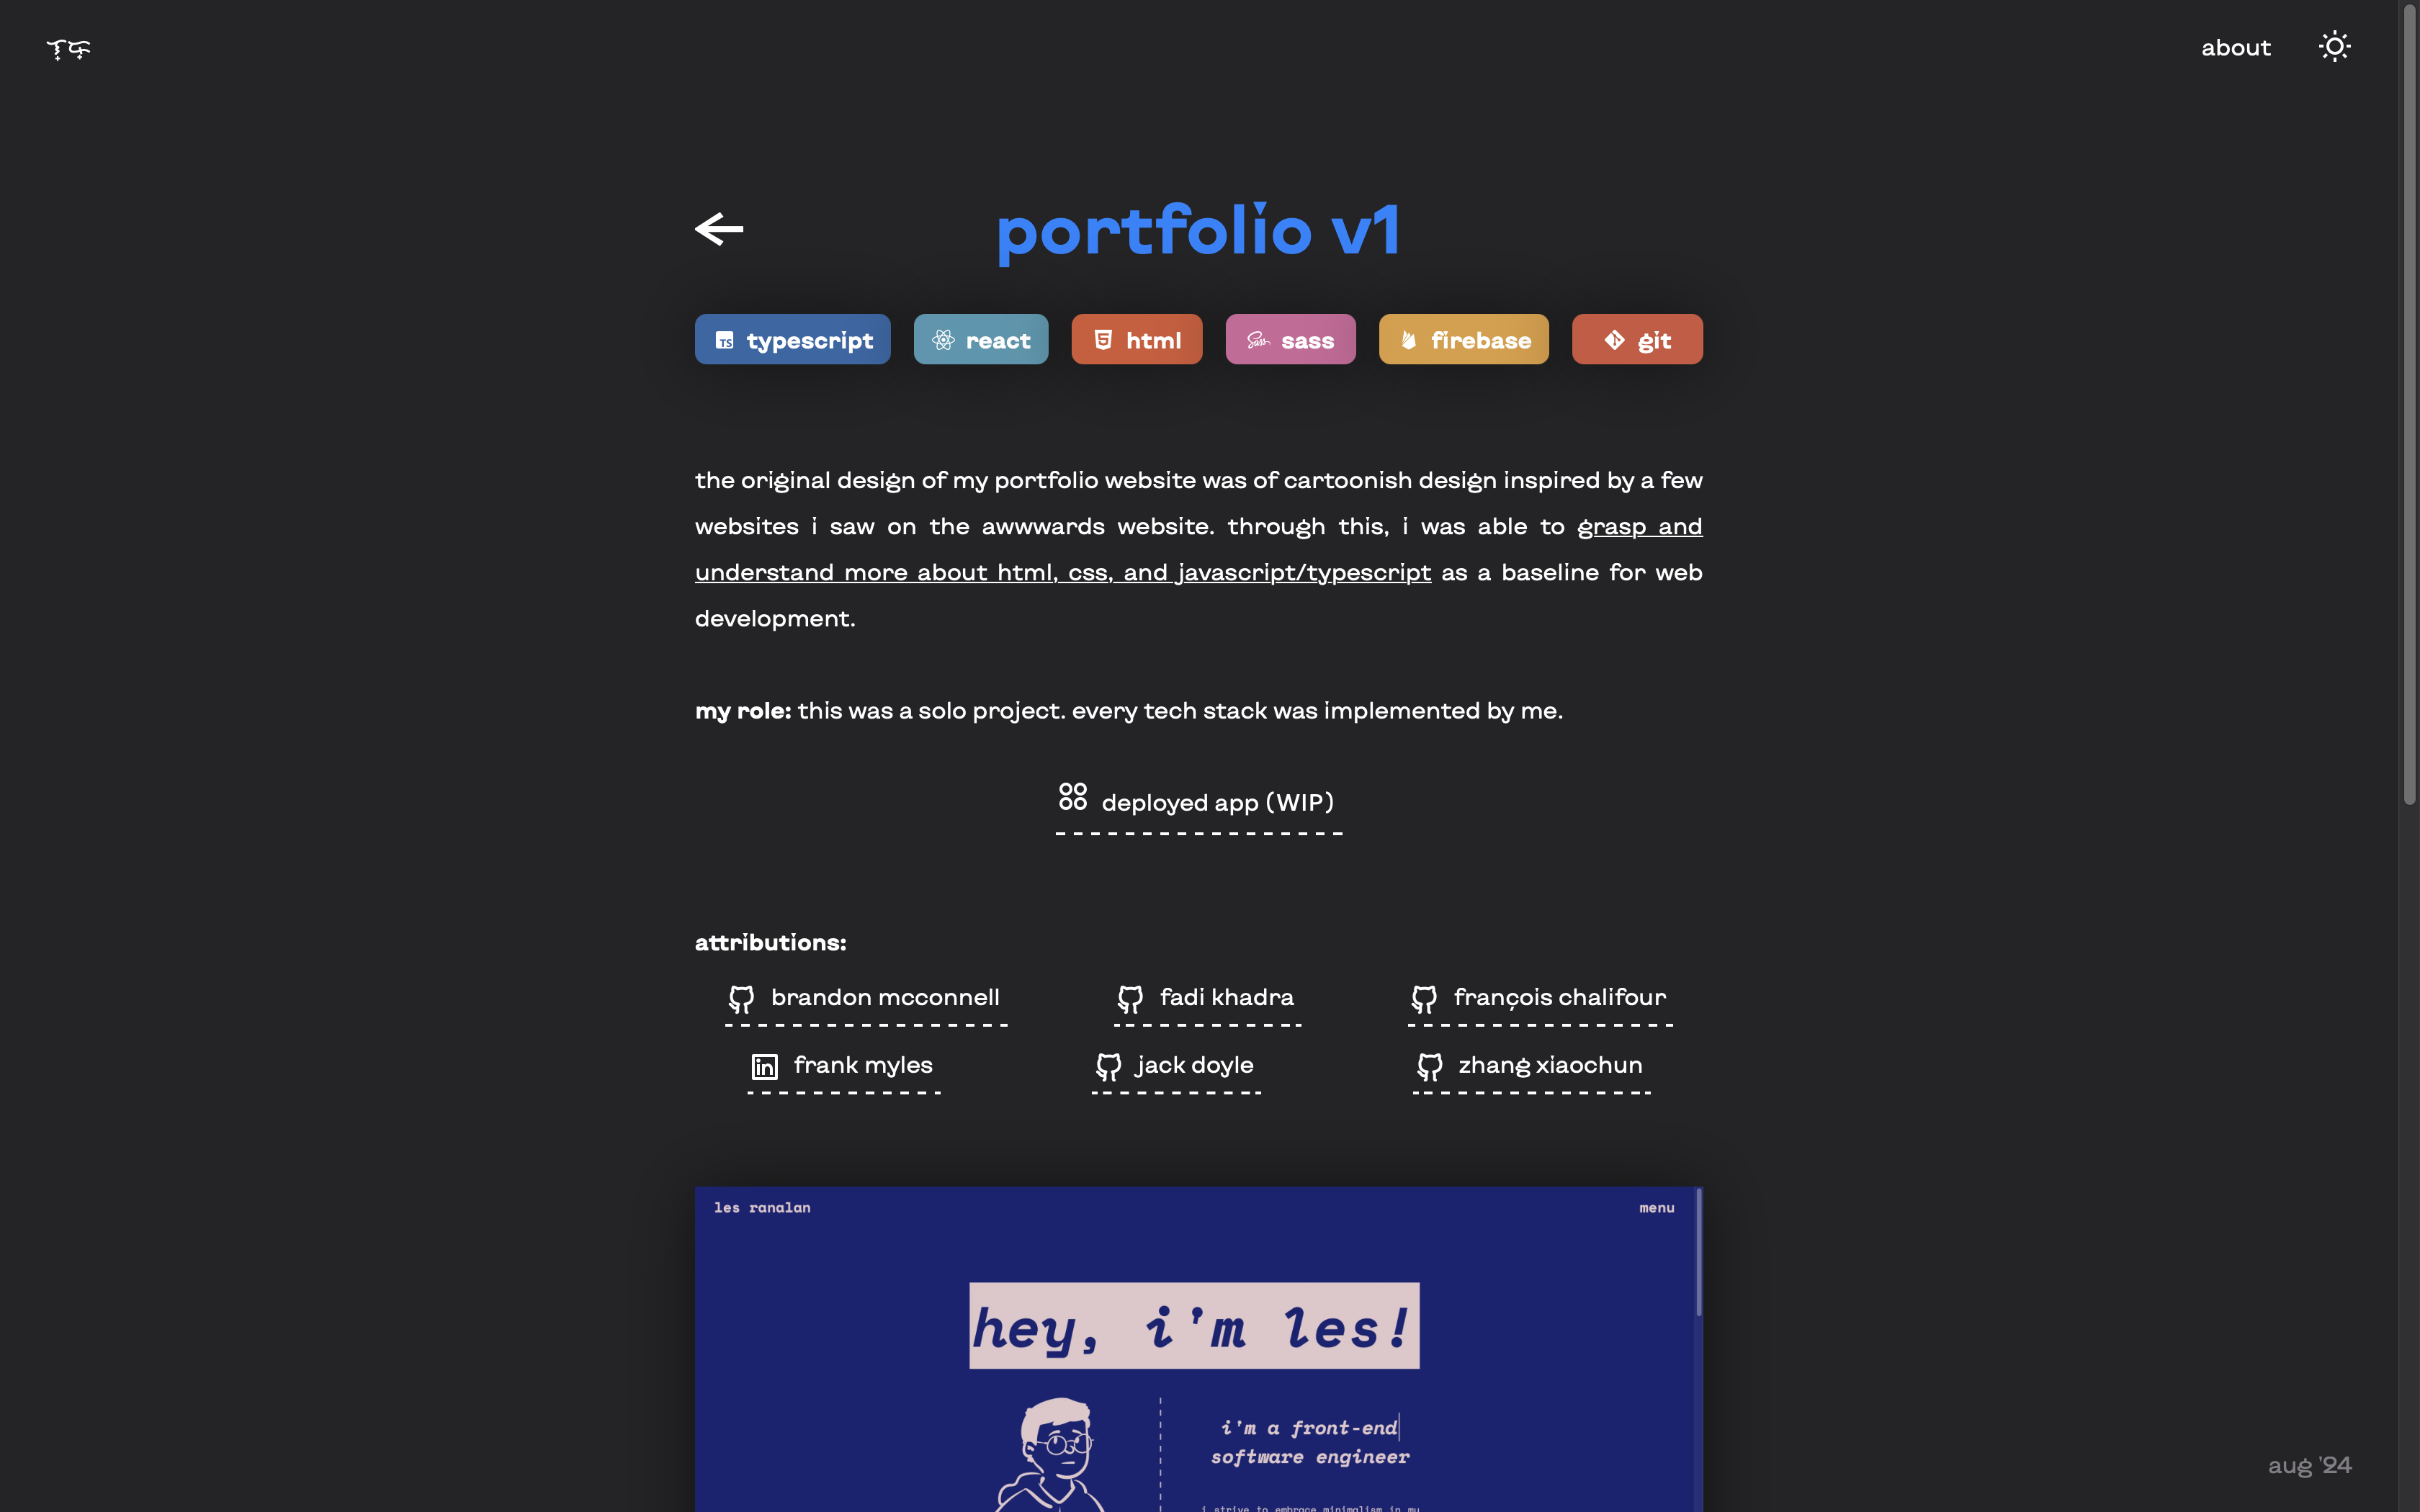 about
portfolio v1
typescript react html sass firebase git
the original design of my portfolio website was of cartoonish design inspired by a few
websites i saw on the awwwards website. through this, i was able to grasp and
understand more about html, css, and javascript/typescript as a baseline for web
development.
my role: this was a solo project. every tech stack was implemented by me.
deployed app (WIP)
attributions:
brandon mcconnell fadi khadra françois chalifour
frank myles jack doyle zhang xiaochun
les ranalan menu
hey, i'm les!
i'm a front-end
software engineer
i strive to embrace minimalism in my
aug '24